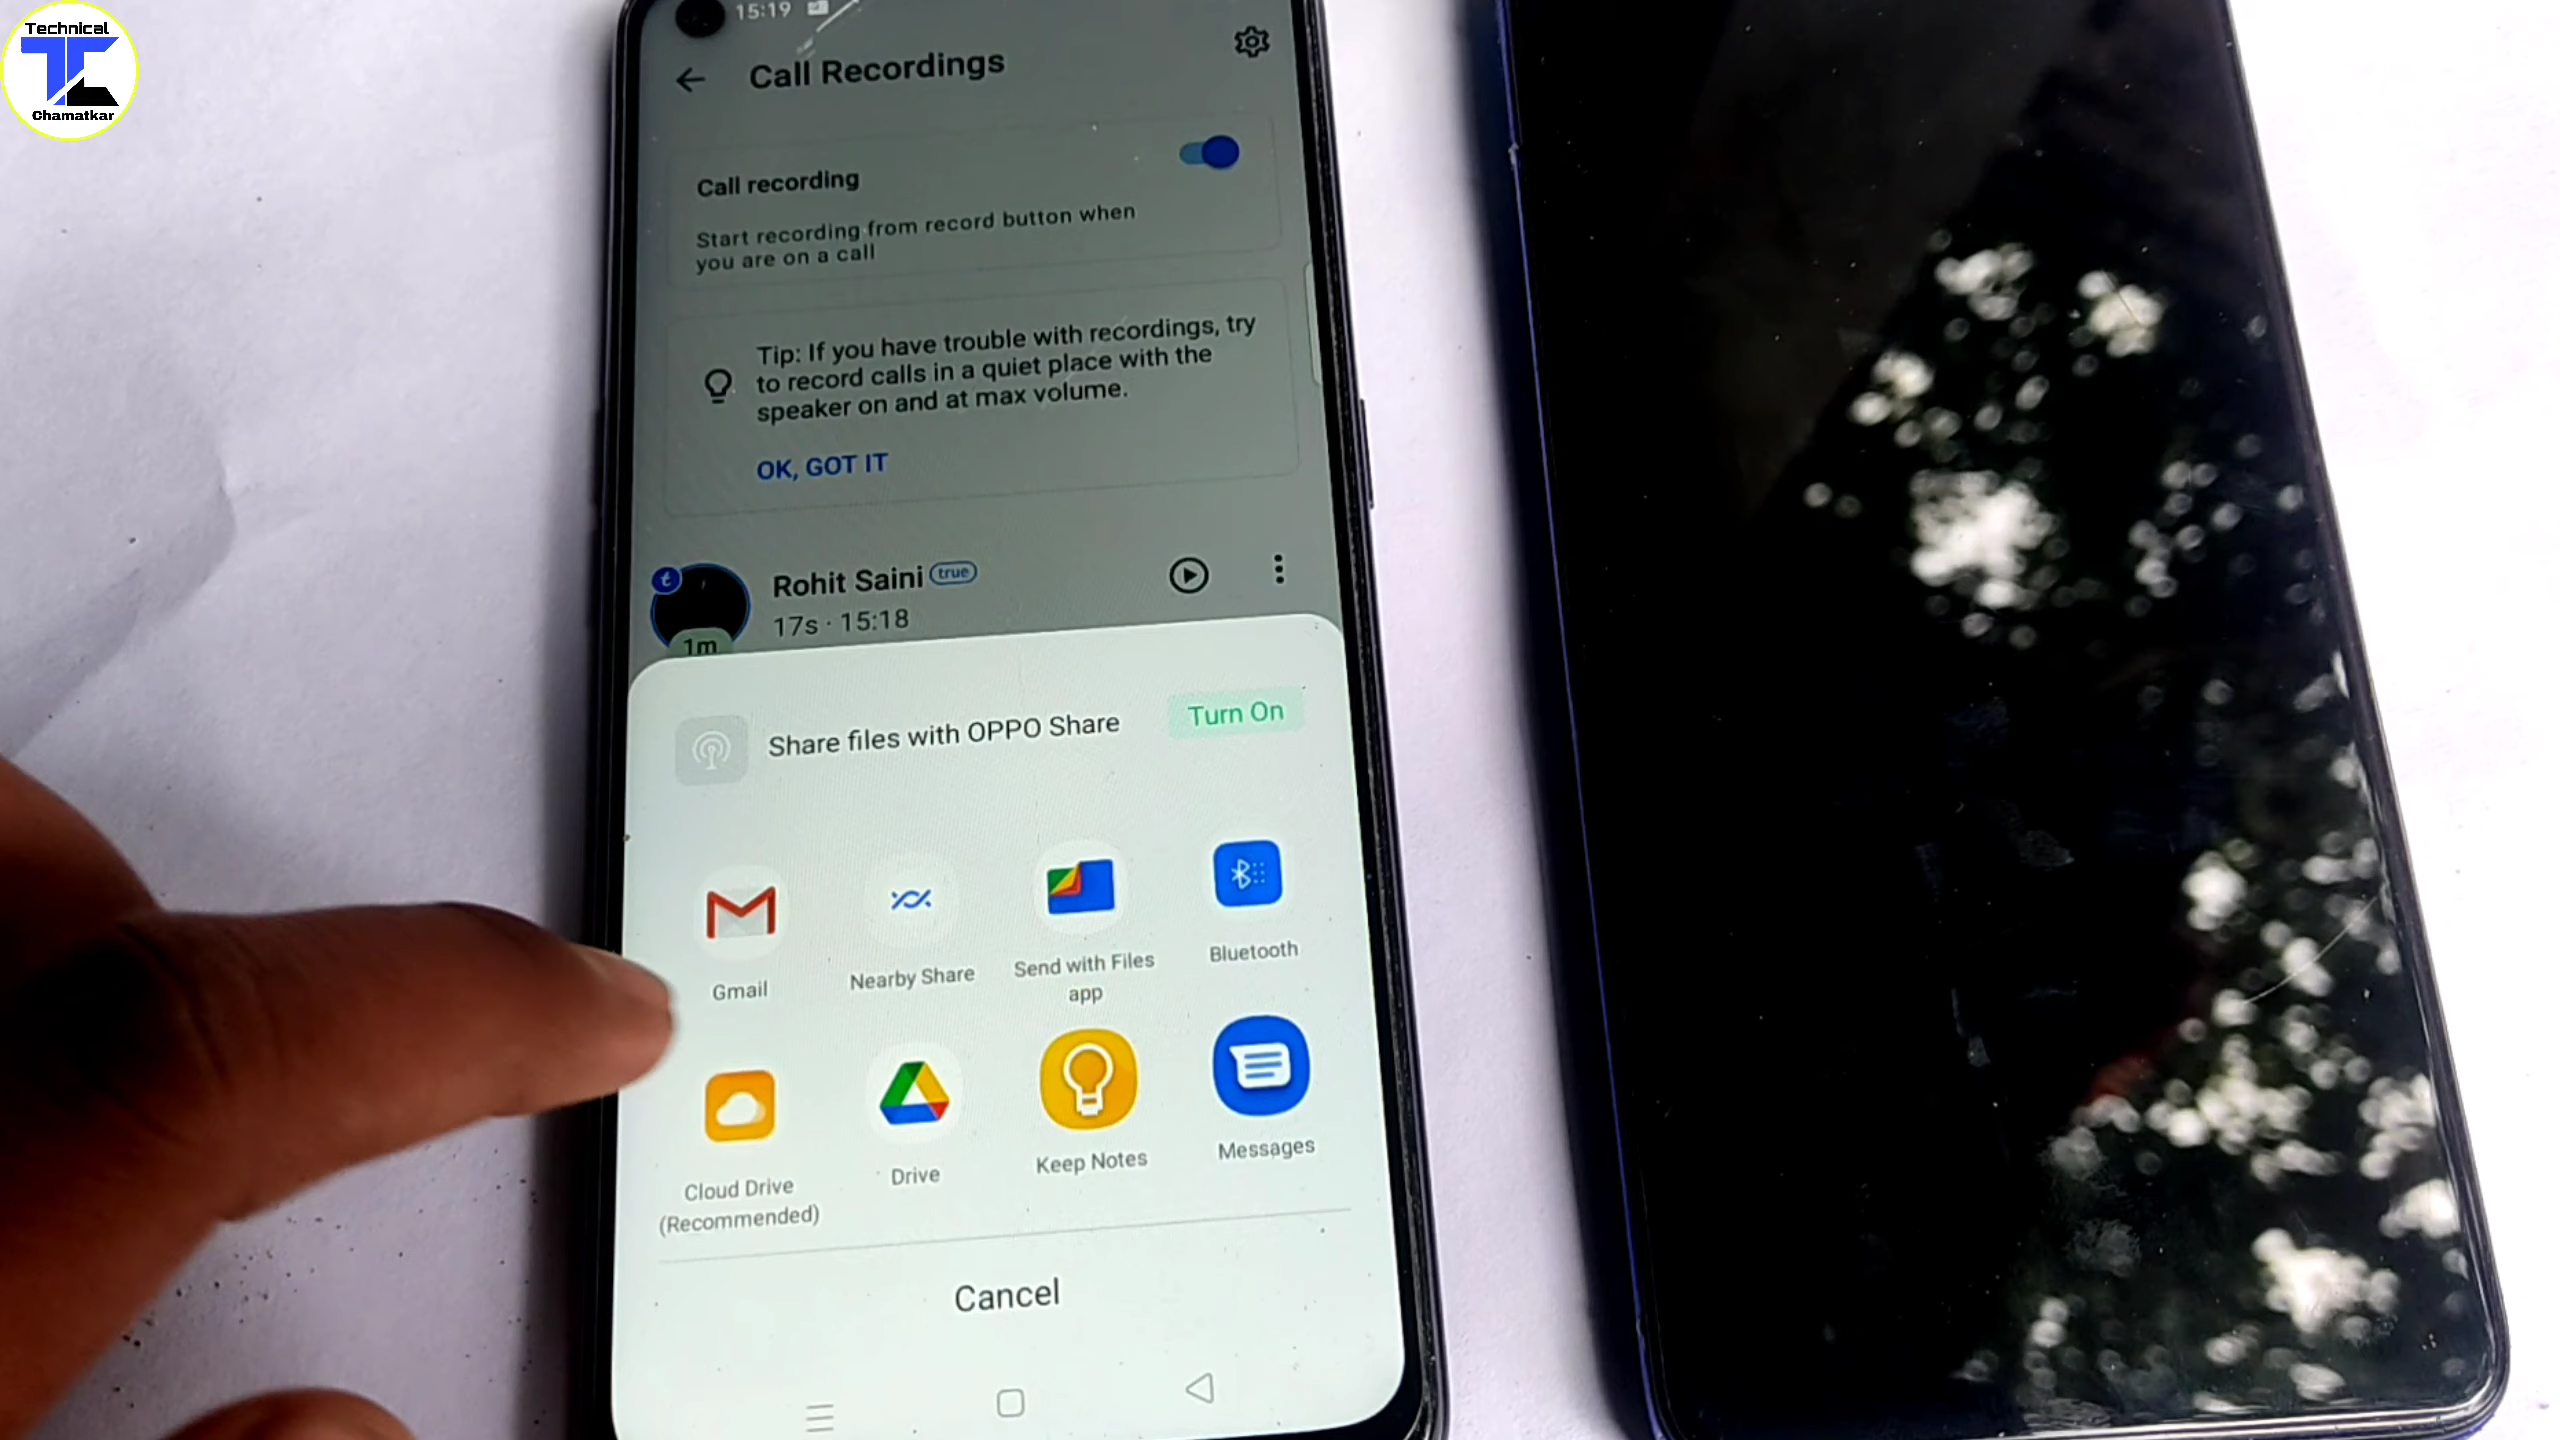 Technical
TC
Chamatkar
15:19
Call Recordings
Call recording
Start recording from record button when
you are on a call
Tip: If you have trouble with recordings, try
to record calls in a quiet place with the
speaker on and at max volume.
OK, GOT IT
Rohit Saini true
17s · 15:18
1m
Share files with OPPO Share
Turn On
Gmail
Nearby Share
Send with Files
app
Bluetooth
Cloud Drive
(Recommended)
Drive
Keep Notes
Messages
Cancel